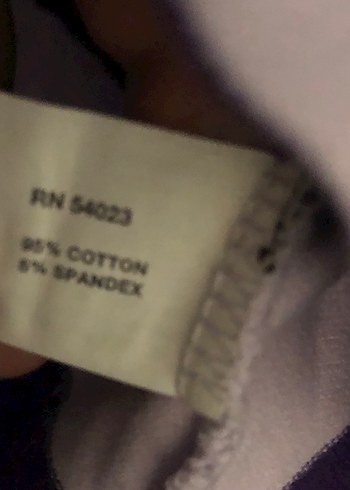 RN 54023
95% COTTON
5% SPANDEX